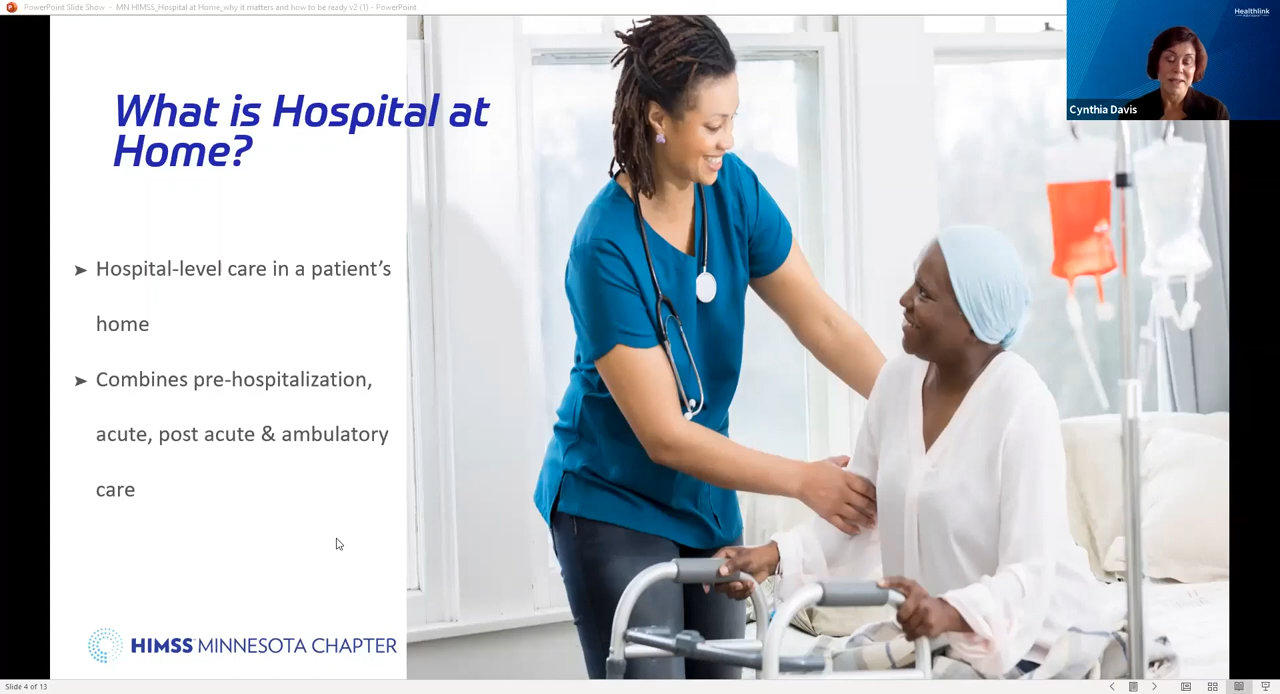 PowerPoint Slide Show - MN HIMSS_Hospital at Home_why it matters and how to be ready v2 (1) - PowerPoint
Healthlink
Cynthia Davis
What is Hospital at
Home?
➤ Hospital-level care in a patient’s
home
➤ Combines pre-hospitalization,
acute, post acute & ambulatory
care
HIMSS MINNESOTA CHAPTER
Slide 4 of 13